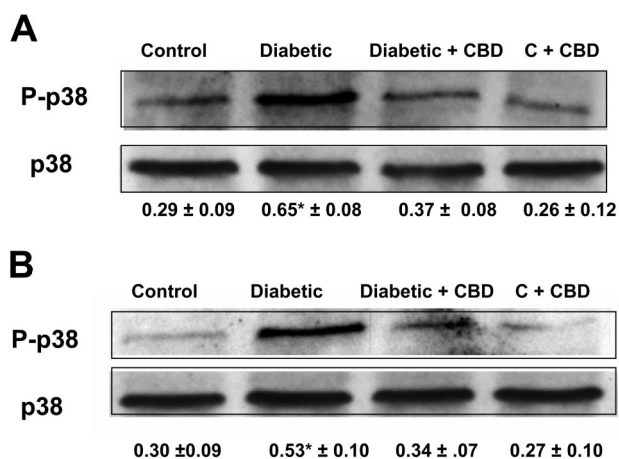 A
Control Diabetic Diabetic + CBD C + CBD
P-p38
p38
0.29 ± 0.09 0.65* ± 0.08 0.37 ± 0.08 0.26 ± 0.12
B
Control Diabetic Diabetic + CBD C + CBD
P-p38
p38
0.30 ±0.09 0.53* ± 0.10 0.34 ± .07 0.27 ± 0.10